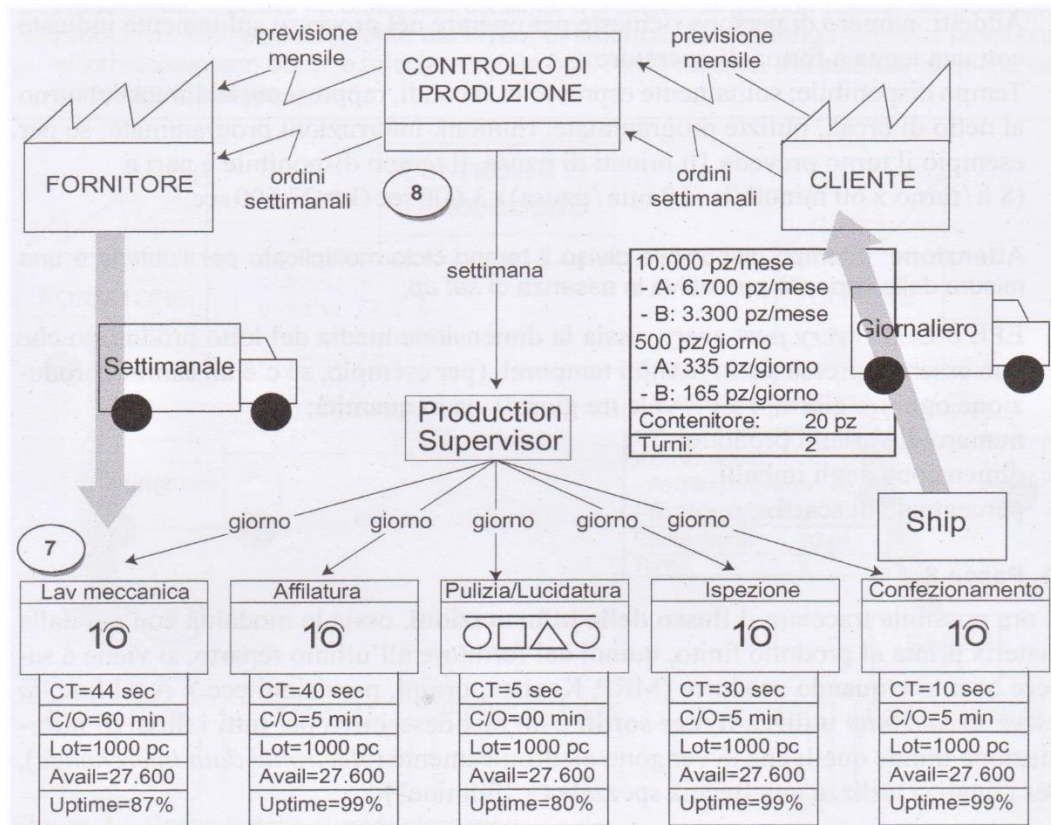 previsione
mensile
CONTROLLO DI
PRODUZIONE
previsione
mensile
FORNITORE
ordini
settimanali
8
ordini
settimanali
CLIENTE
settimana
10.000 pz/mese
- A: 6.700 pz/mese
- B: 3.300 pz/mese
500 pz/giorno
- A: 335 pz/giorno
- B: 165 pz/giorno
Contenitore: 20 pz
Turni: 2
Settimanale
Giornaliero
Production
Supervisor
Ship
7
giorno
giorno
giorno
giorno
giorno
Lav meccanica
1
CT=44 sec
C/O=60 min
Lot=1000 pc
Avail=27.600
Uptime=87%
Affilatura
1
CT=40 sec
C/O=5 min
Lot=1000 pc
Avail=27.600
Uptime=99%
Pulizia/Lucidatura
CT=5 sec
C/O=00 min
Lot=1000 pc
Avail=27.600
Uptime=80%
Ispezione
1
CT=30 sec
C/O=5 min
Lot=1000 pc
Avail=27.600
Uptime=99%
Confezionamento
1
CT=10 sec
C/O=5 min
Lot=1000 pc
Avail=27.600
Uptime=99%